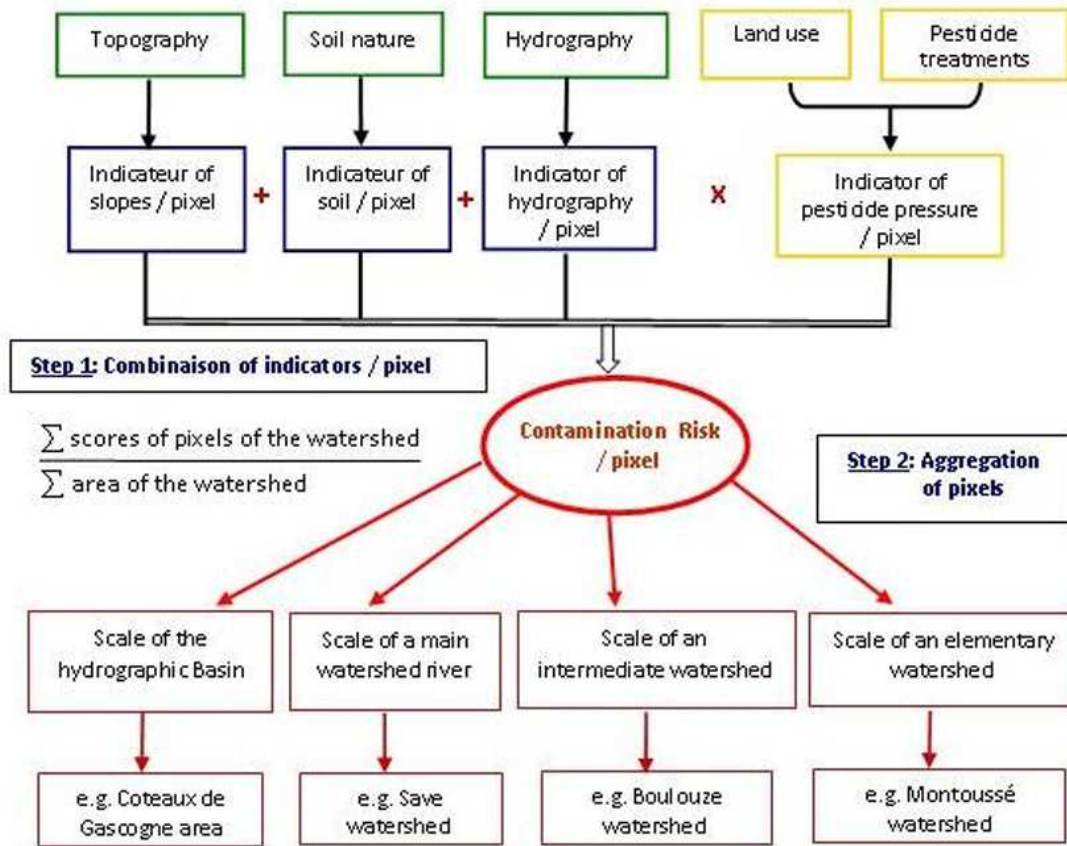 Topography
Soil nature
Hydrography
Land use
Pesticide
treatments
Indicateur of
slopes / pixel
+
Indicateur of
soil / pixel
+
Indicator of
hydrography
/ pixel
X
Indicator of
pesticide pressure
/ pixel
Step 1: Combinaison of indicators / pixel
∑ scores of pixels of the watershed
∑ area of the watershed
Contamination Risk
/ pixel
Step 2: Aggregation
of pixels
Scale of the
hydrographic Basin
Scale of a main
watershed river
Scale of an
intermediate watershed
Scale of an elementary
watershed
e.g. Coteaux de
Gascogne area
e.g. Save
watershed
e.g. Boulouze
watershed
e.g. Montoussé
watershed